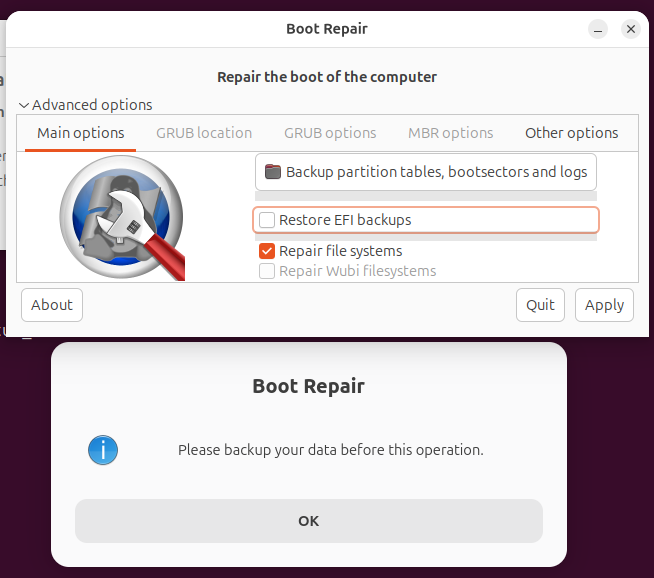 Boot Repair
Repair the boot of the computer
Advanced options
Main options GRUB location GRUB options MBR options Other options
Backup partition tables, bootsectors and logs
Restore EFI backups
Repair file systems
Repair Wubi filesystems
About Quit Apply
Boot Repair
Please backup your data before this operation.
OK